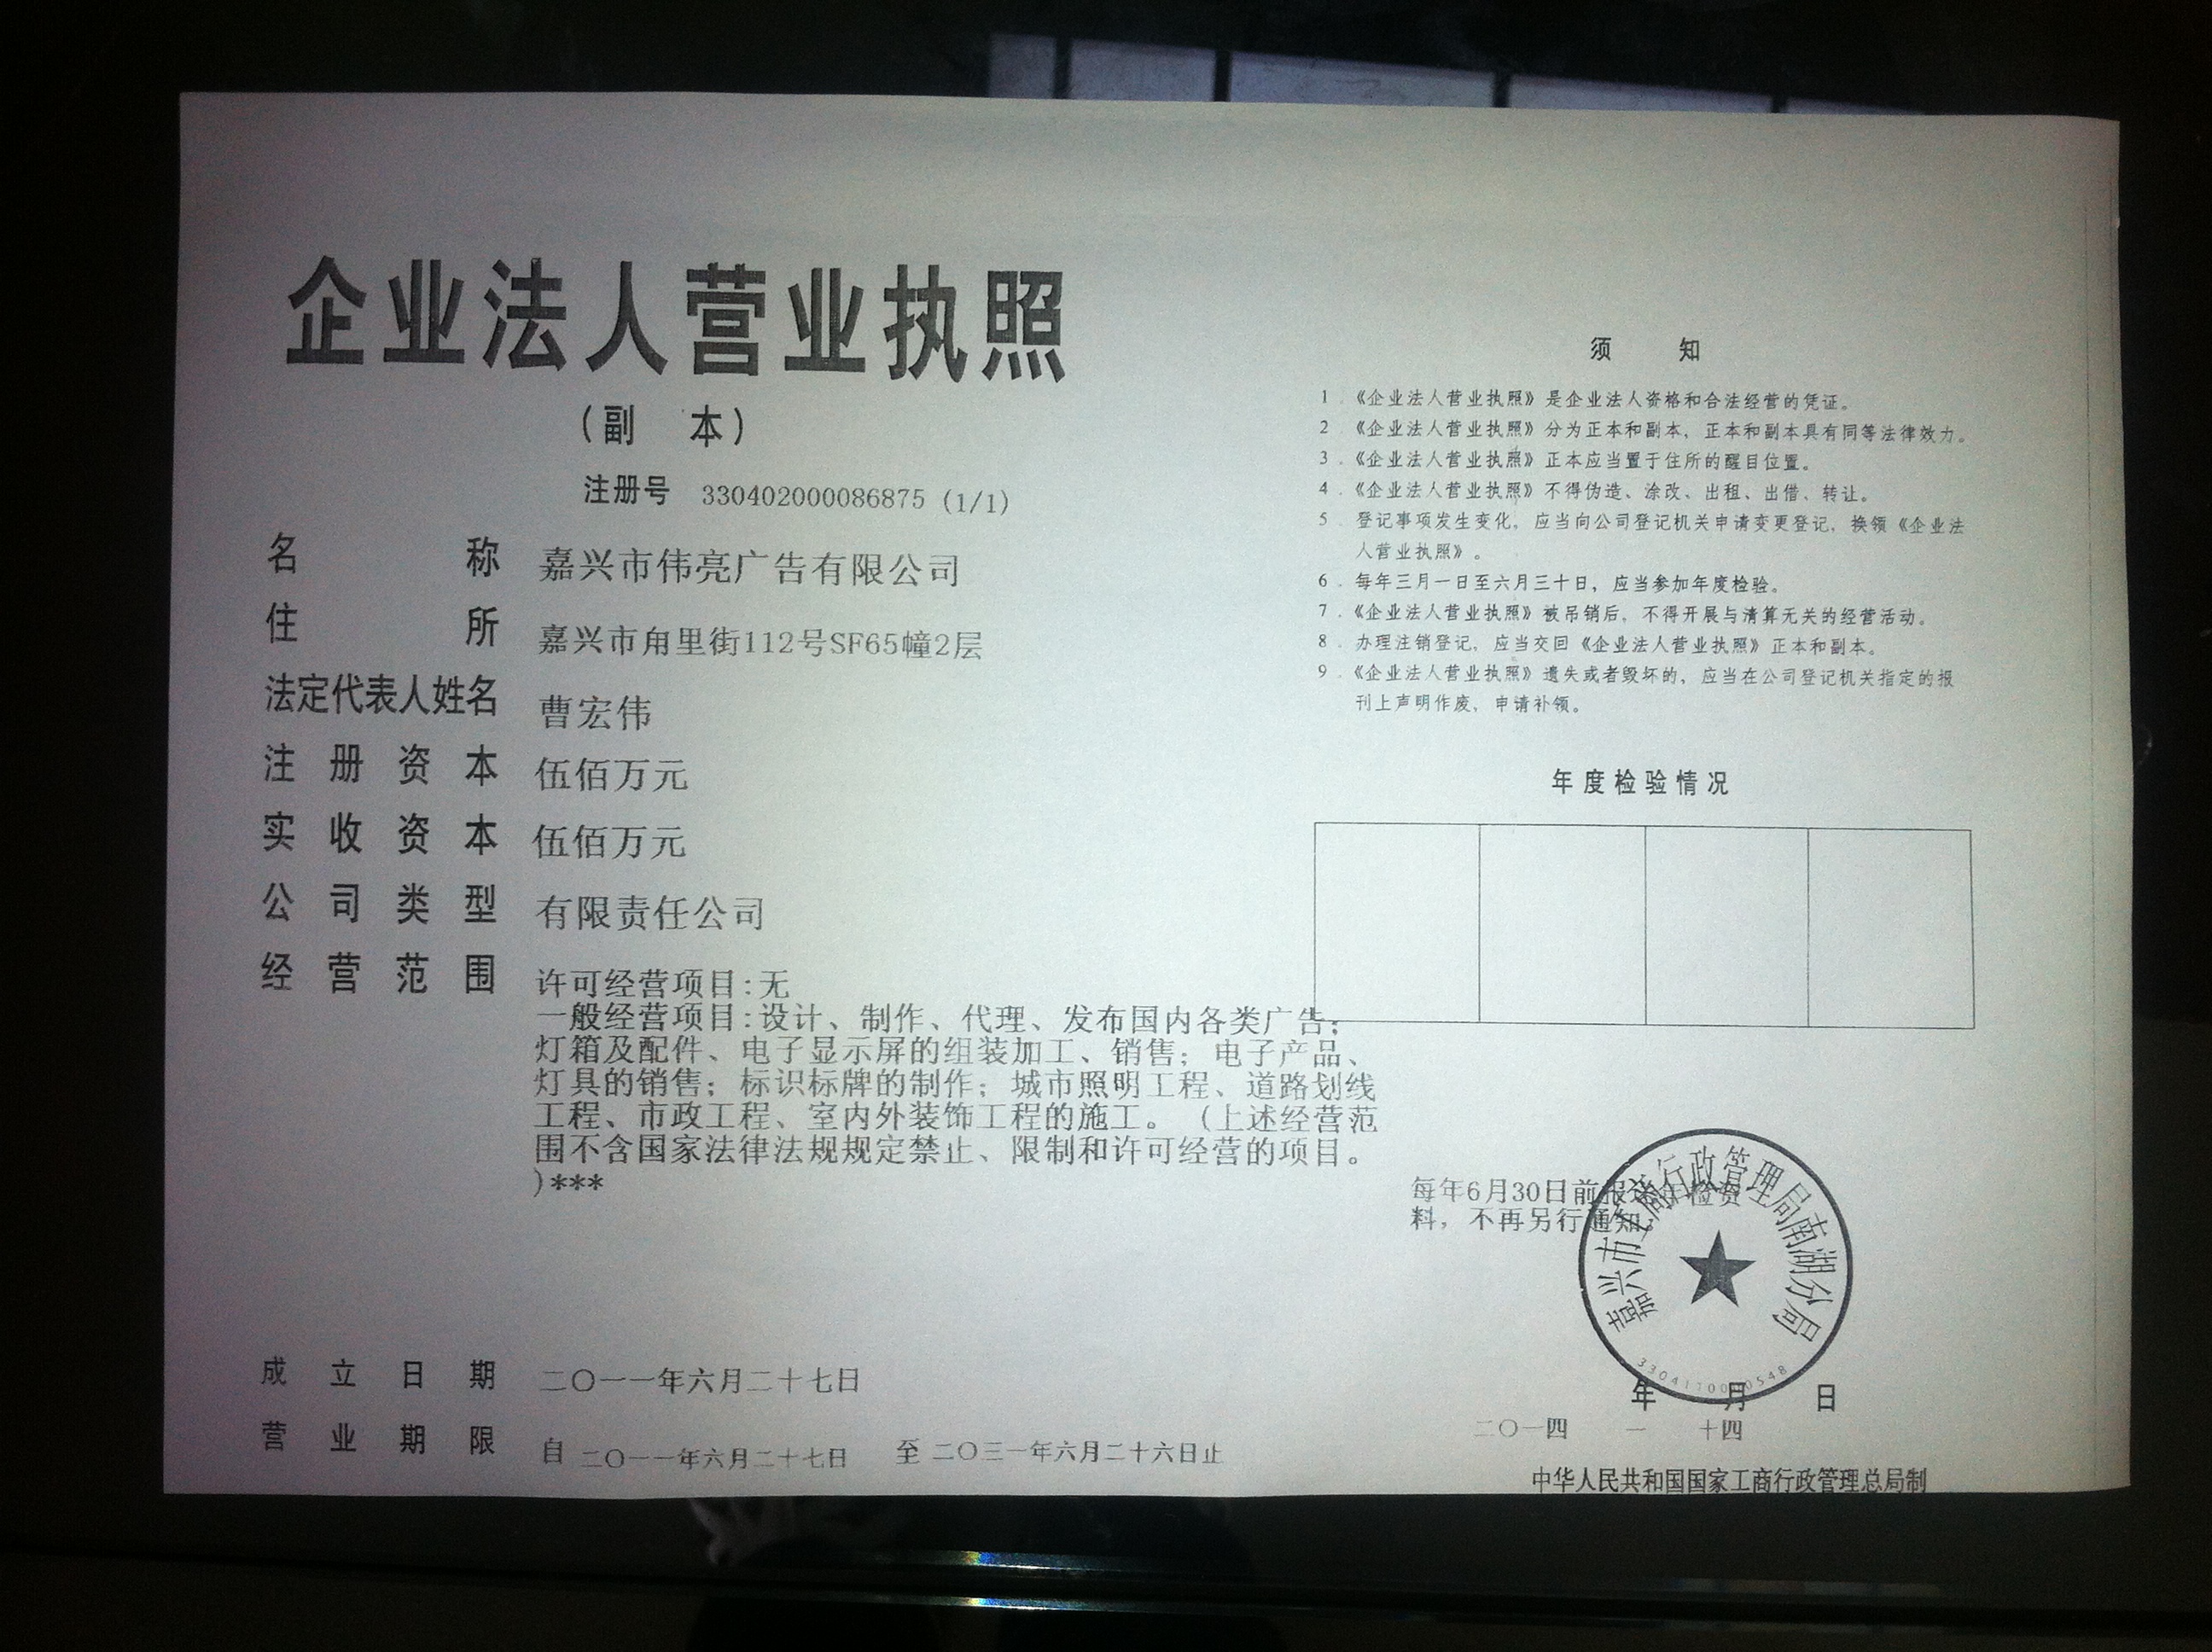 企业法人营业执照
（副 本）
注册号 330402000086875 (1/1)
名称 嘉兴市伟亮广告有限公司
住所 嘉兴市甪里街112号SF65幢2层
法定代表人姓名 曹宏伟
注册资本 伍佰万元
实收资本 伍佰万元
公司类型 有限责任公司
经营范围 许可经营项目:无
一般经营项目:设计、制作、代理、发布国内各类广告;
灯箱及配件、电子显示屏的组装加工、销售; 电子产品、
灯具的销售; 标识标牌的制作; 城市照明工程、道路划线
工程、市政工程、室内外装饰工程的施工。（上述经营范
围不含国家法律法规规定禁止、限制和许可经营的项目。
)***
成立日期 二〇一一年六月二十七日
营业期限 自 二〇一一年六月二十七日 至 二〇三一年六月二十六日止
须 知
1．《企业法人营业执照》是企业法人资格和合法经营的凭证。
2．《企业法人营业执照》分为正本和副本，正本和副本具有同等法律效力。
3．《企业法人营业执照》正本应当置于住所的醒目位置。
4．《企业法人营业执照》不得伪造、涂改、出租、出借、转让。
5．登记事项发生变化，应当向公司登记机关申请变更登记，换领《企业法
人营业执照》。
6．每年三月一日至六月三十日，应当参加年度检验。
7．《企业法人营业执照》被吊销后，不得开展与清算无关的经营活动。
8．办理注销登记，应当交回《企业法人营业执照》正本和副本。
9．《企业法人营业执照》遗失或者毁坏的，应当在公司登记机关指定的报
刊上声明作废，申请补领。
年度检验情况
每年6月30日前报送年检资
料，不再另行通知。
嘉兴市工商行政管理局南湖分局
年 月 日
二〇一四 一 十四
中华人民共和国国家工商行政管理总局制